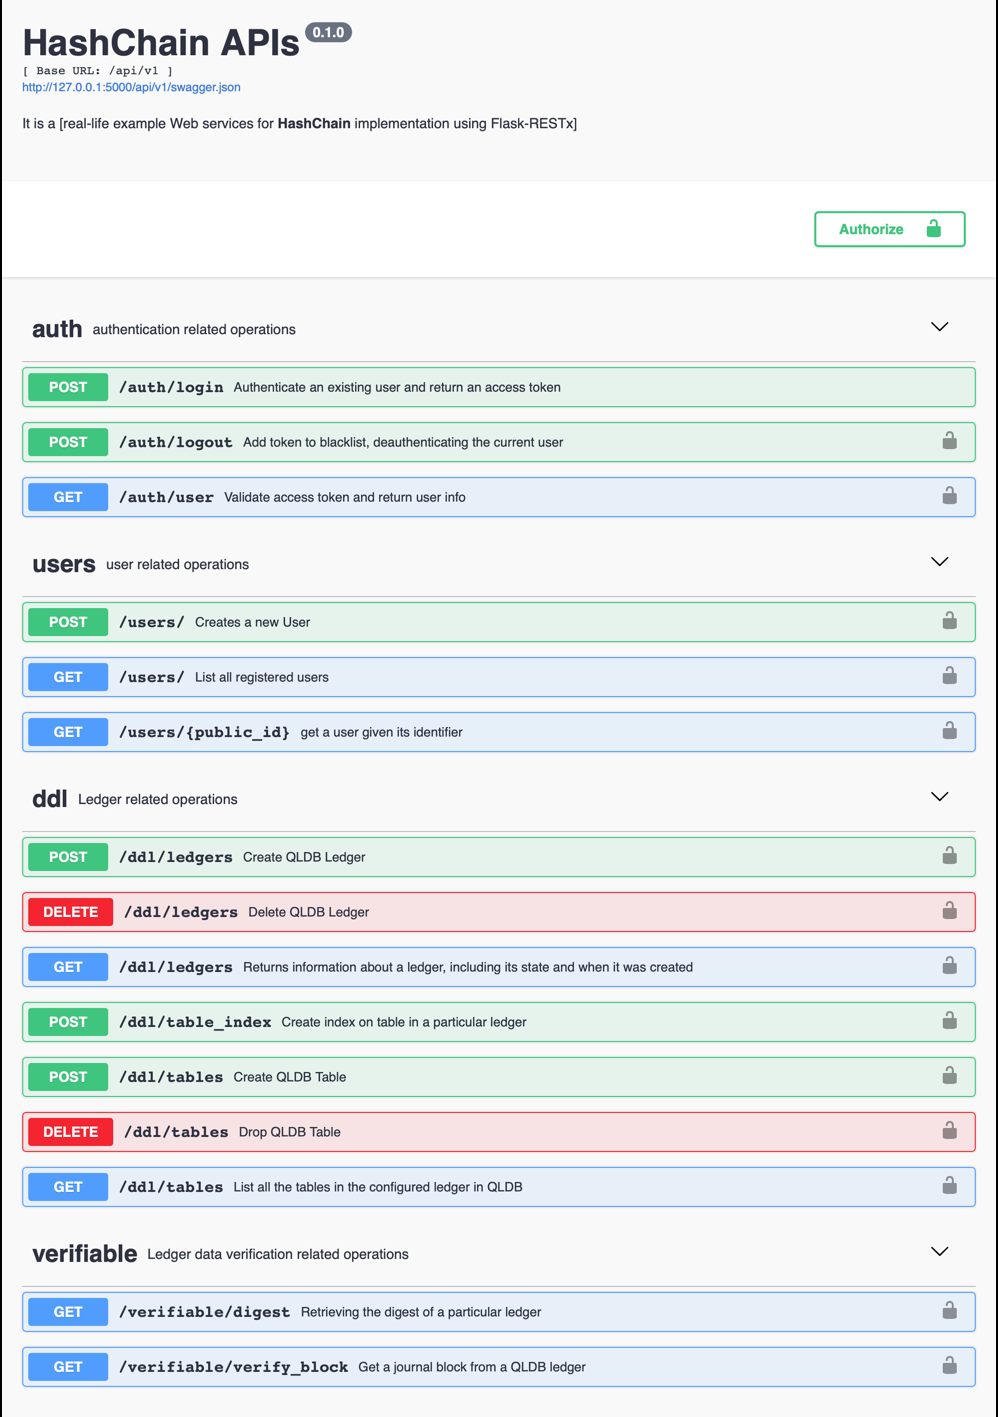 HashChain APIs 0.1.0
[ Base URL: /api/v1 ]
http://127.0.0.1:5000/api/v1/swagger.json
It is a [real-life example Web services for HashChain implementation using Flask-RESTx]
Authorize
auth authentication related operations
POST /auth/login Authenticate an existing user and return an access token
POST /auth/logout Add token to blacklist, deauthenticating the current user
GET /auth/user Validate access token and return user info
users user related operations
POST /users/ Creates a new User
GET /users/ List all registered users
GET /users/{public_id} get a user given its identifier
ddl Ledger related operations
POST /ddl/ledgers Create QLDB Ledger
DELETE /ddl/ledgers Delete QLDB Ledger
GET /ddl/ledgers Returns information about a ledger, including its state and when it was created
POST /ddl/table_index Create index on table in a particular ledger
POST /ddl/tables Create QLDB Table
DELETE /ddl/tables Drop QLDB Table
GET /ddl/tables List all the tables in the configured ledger in QLDB
verifiable Ledger data verification related operations
GET /verifiable/digest Retrieving the digest of a particular ledger
GET /verifiable/verify_block Get a journal block from a QLDB ledger